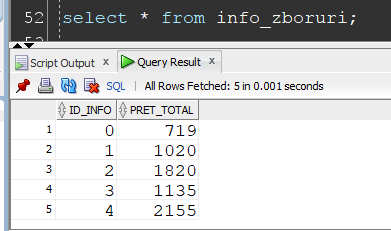 52 select * from info_zboruri;
Script Output x Query Result x
SQL | All Rows Fetched: 5 in 0.001 seconds
ID_INFO PRET_TOTAL
1 0 719
2 1 1020
3 2 1820
4 3 1135
5 4 2155